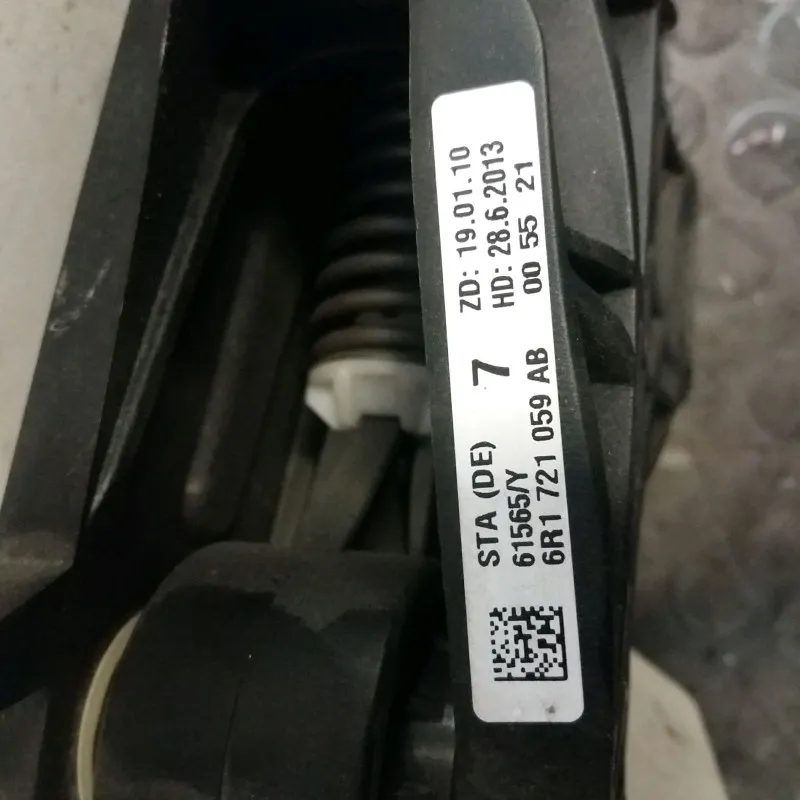 STA (DE) 7 ZD: 19.01.10
61565/Y HD: 28.6.2013
6R1 721 059 AB 00 55 21